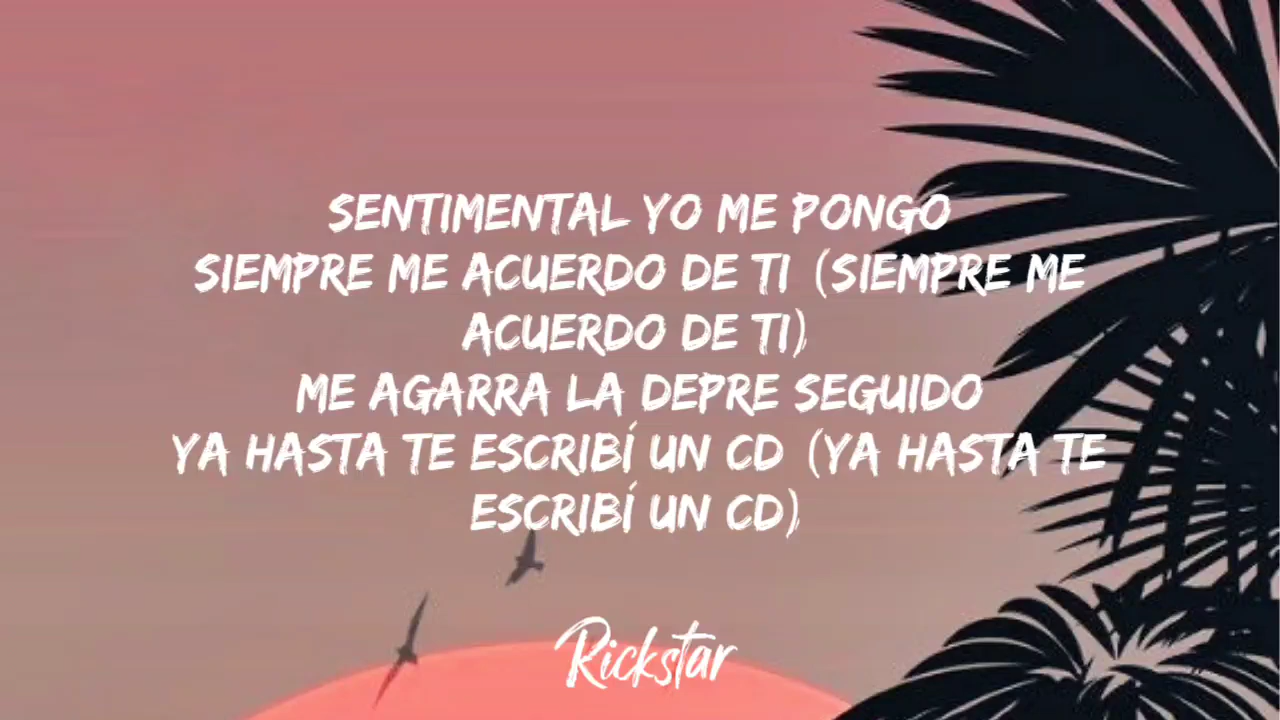 SENTIMENTAL YO ME PONGO
SIEMPRE ME ACUERDO DE TI (SIEMPRE ME
ACUERDO DE TI)
ME AGARRA LA DEPRE SEGUIDO
YA HASTA TE ESCRIBÍ UN CD (YA HASTA TE
ESCRIBÍ UN CD)
Rickstar